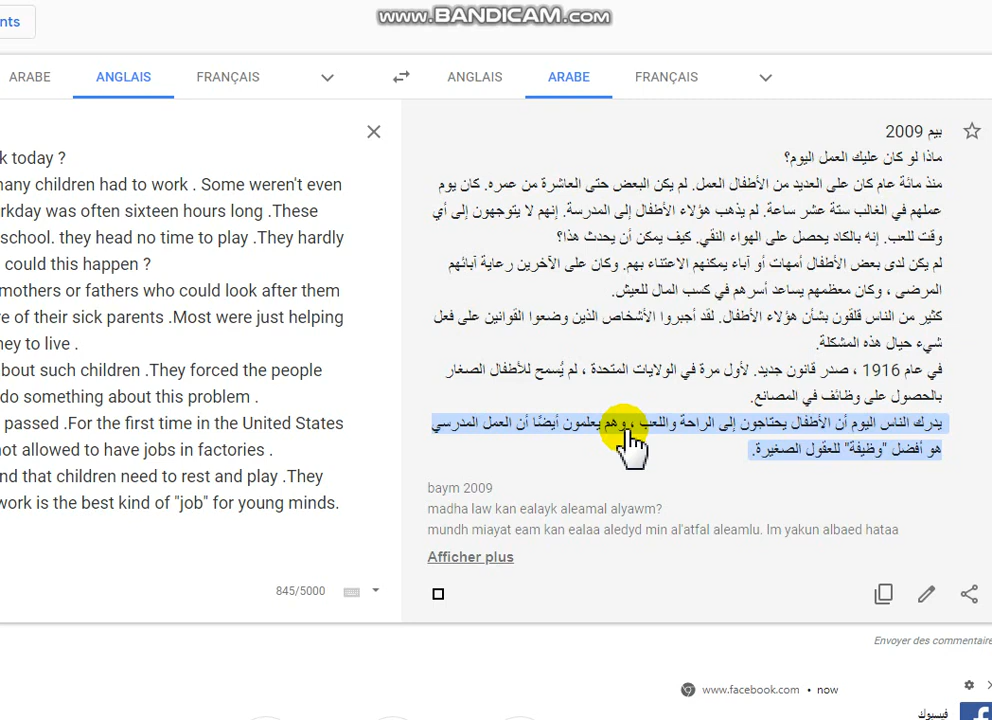 www.BANDICAM.com
nts
ARABE ANGLAIS FRANÇAIS
ANGLAIS ARABE FRANÇAIS
k today ?
many children had to work . Some weren't even
rkday was often sixteen hours long .These
school. they head no time to play .They hardly
could this happen ?
mothers or fathers who could look after them
re of their sick parents .Most were just helping
ney to live .
bout such children .They forced the people
do something about this problem .
passed .For the first time in the United States
not allowed to have jobs in factories .
nd that children need to rest and play .They
work is the best kind of "job" for young minds.
845/5000
بيم 2009
ماذا لو كان عليك العمل اليوم؟
منذ مائة عام كان على العديد من الأطفال العمل. لم يكن البعض حتى العاشرة من عمره. كان يوم
عملهم في الغالب ستة عشر ساعة. لم يذهب هؤلاء الأطفال إلى المدرسة. إنهم لا يتوجهون إلى أي
وقت للعب. إنه بالكاد يحصل على الهواء النقي. كيف يمكن أن يحدث هذا؟
لم يكن لدى بعض الأطفال أمهات أو آباء يمكنهم الاعتناء بهم. وكان على الآخرين رعاية آبائهم
المرضى ، وكان معظمهم يساعد أسرهم في كسب المال للعيش.
كثير من الناس قلقون بشأن هؤلاء الأطفال. لقد أجبروا الأشخاص الذين وضعوا القوانين على فعل
شيء حيال هذه المشكلة.
في عام 1916 ، صدر قانون جديد. لأول مرة في الولايات المتحدة ، لم يُسمح للأطفال الصغار
بالحصول على وظائف في المصانع.
يدرك الناس اليوم أن الأطفال يحتاجون إلى الراحة واللعب ، وهم يعلمون أيضًا أن العمل المدرسي
هو أفضل "وظيفة" للعقول الصغيرة.
baym 2009
madha law kan ealayk aleamal alyawm?
mundh miayat eam kan ealaa aledyd min al'atfal aleamlu. lm yakun albaed hataa
Afficher plus
Envoyer des commentaire
www.facebook.com • now
فيسبوك